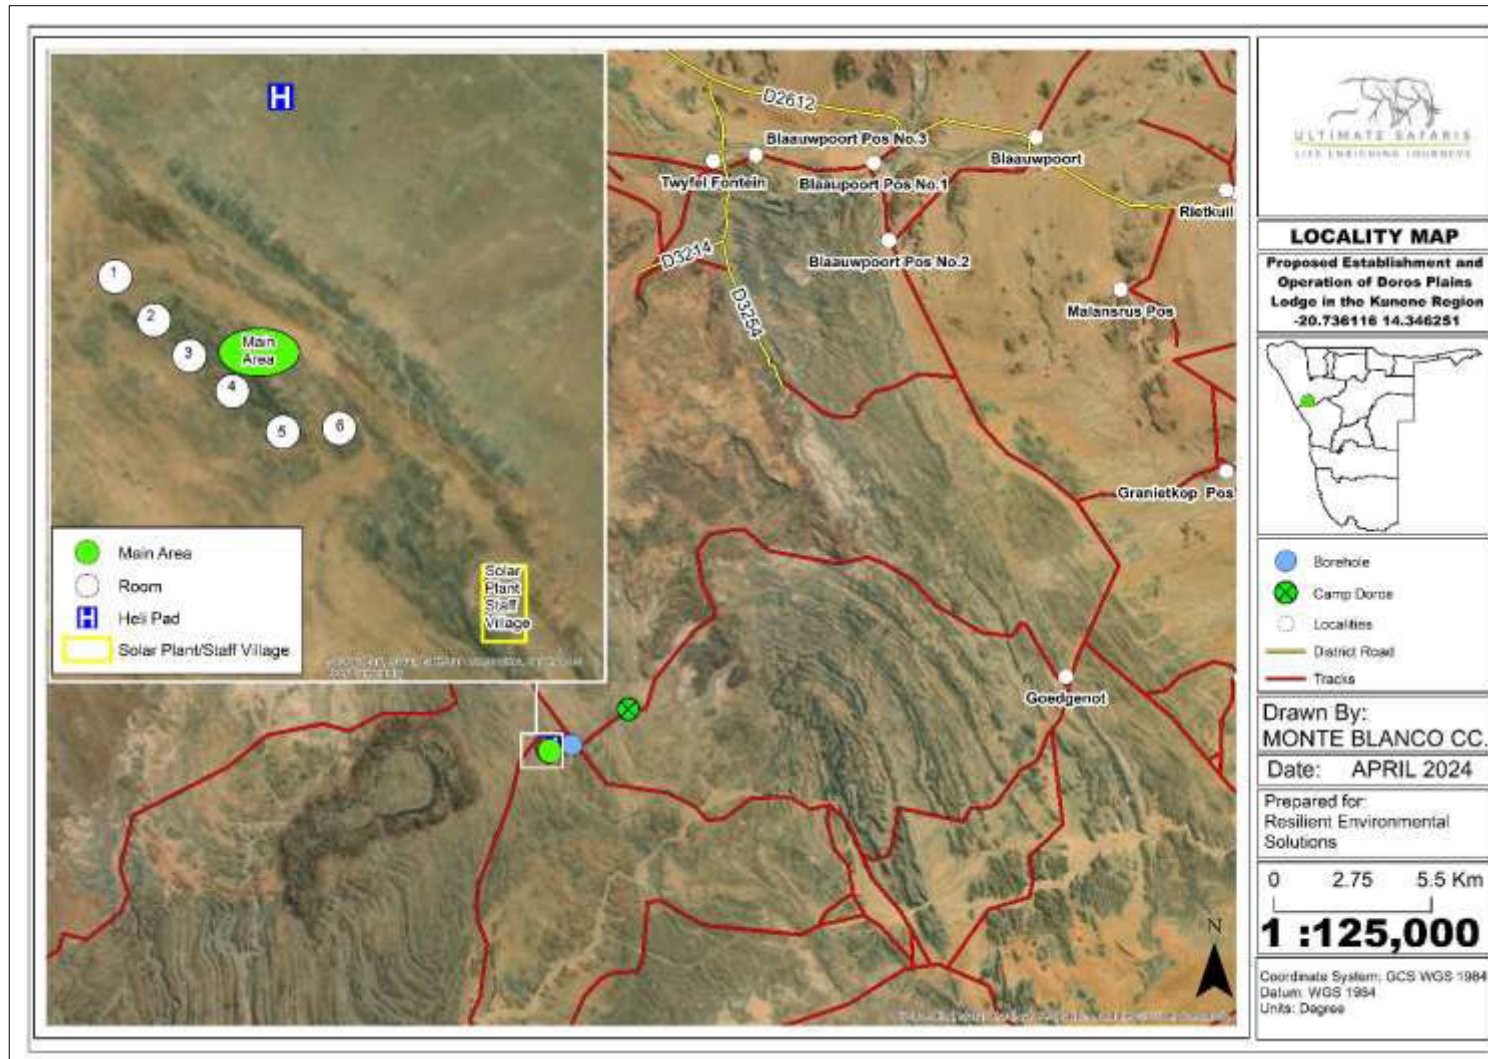 H
1
2
3
Main
Area
4
5
6
Solar
Plant
Staff
Village
Main Area
Room
H
Heli Pad
Solar Plant/Staff Village
D2612
Blaauwpoort Pos No.3
Blaauwpoort
Twyfel Fontein
Blaaupoort Pos No.1
Rietkuil
D3214
Blaauwpoort Pos No.2
D3254
Malansrus Pos
Granietkop Pos
Goedgenot
N
ULTIMATE SAFARIS
LIFE ENRICHING JOURNEYS
LOCALITY MAP
Proposed Establishment and
Operation of Doros Plains
Lodge in the Kunene Region
-20.736116 14.346251
Borehole
Camp Doros
Localities
District Road
Tracks
Drawn By:
MONTE BLANCO CC.
Date: APRIL 2024
Prepared for:
Resilient Environmental
Solutions
0 2.75 5.5 Km
1 :125,000
Coordinate System: GCS WGS 1984
Datum: WGS 1984
Units: Degree